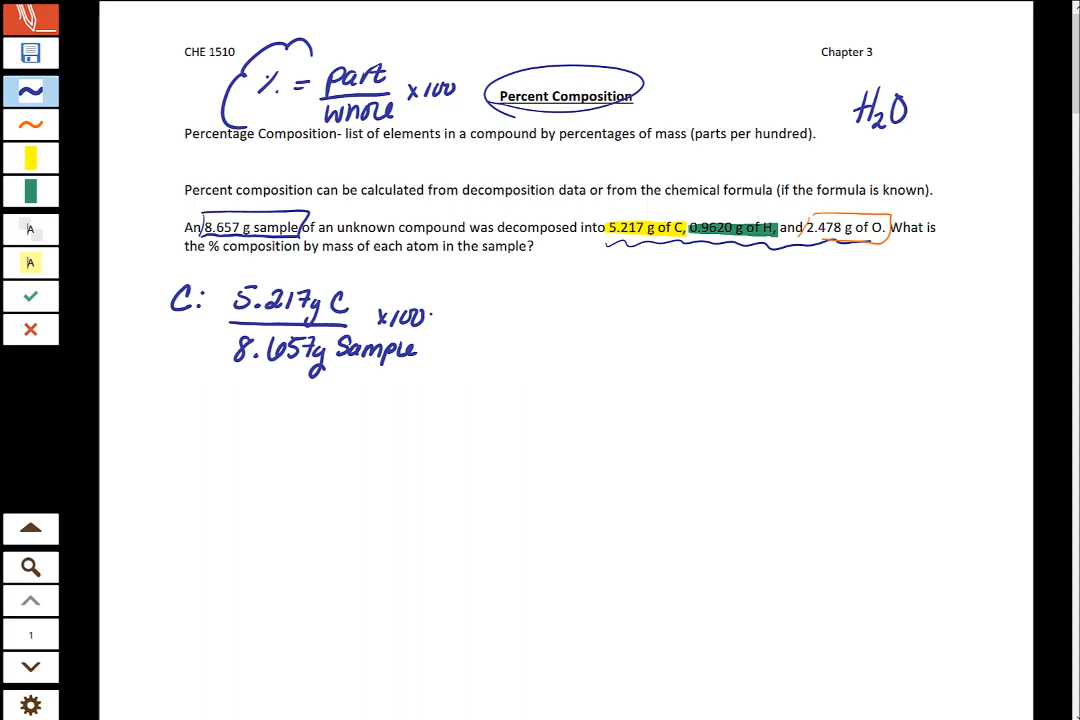 CHE 1510
Chapter 3
% = part / whole × 100
Percent Composition
H₂O
Percentage Composition- list of elements in a compound by percentages of mass (parts per hundred).
Percent composition can be calculated from decomposition data or from the chemical formula (if the formula is known).
An 8.657 g sample of an unknown compound was decomposed into 5.217 g of C, 0.9620 g of H, and 2.478 g of O. What is
the % composition by mass of each atom in the sample?
C: 5.217g C
×100
8.657g Sample
A
A
1